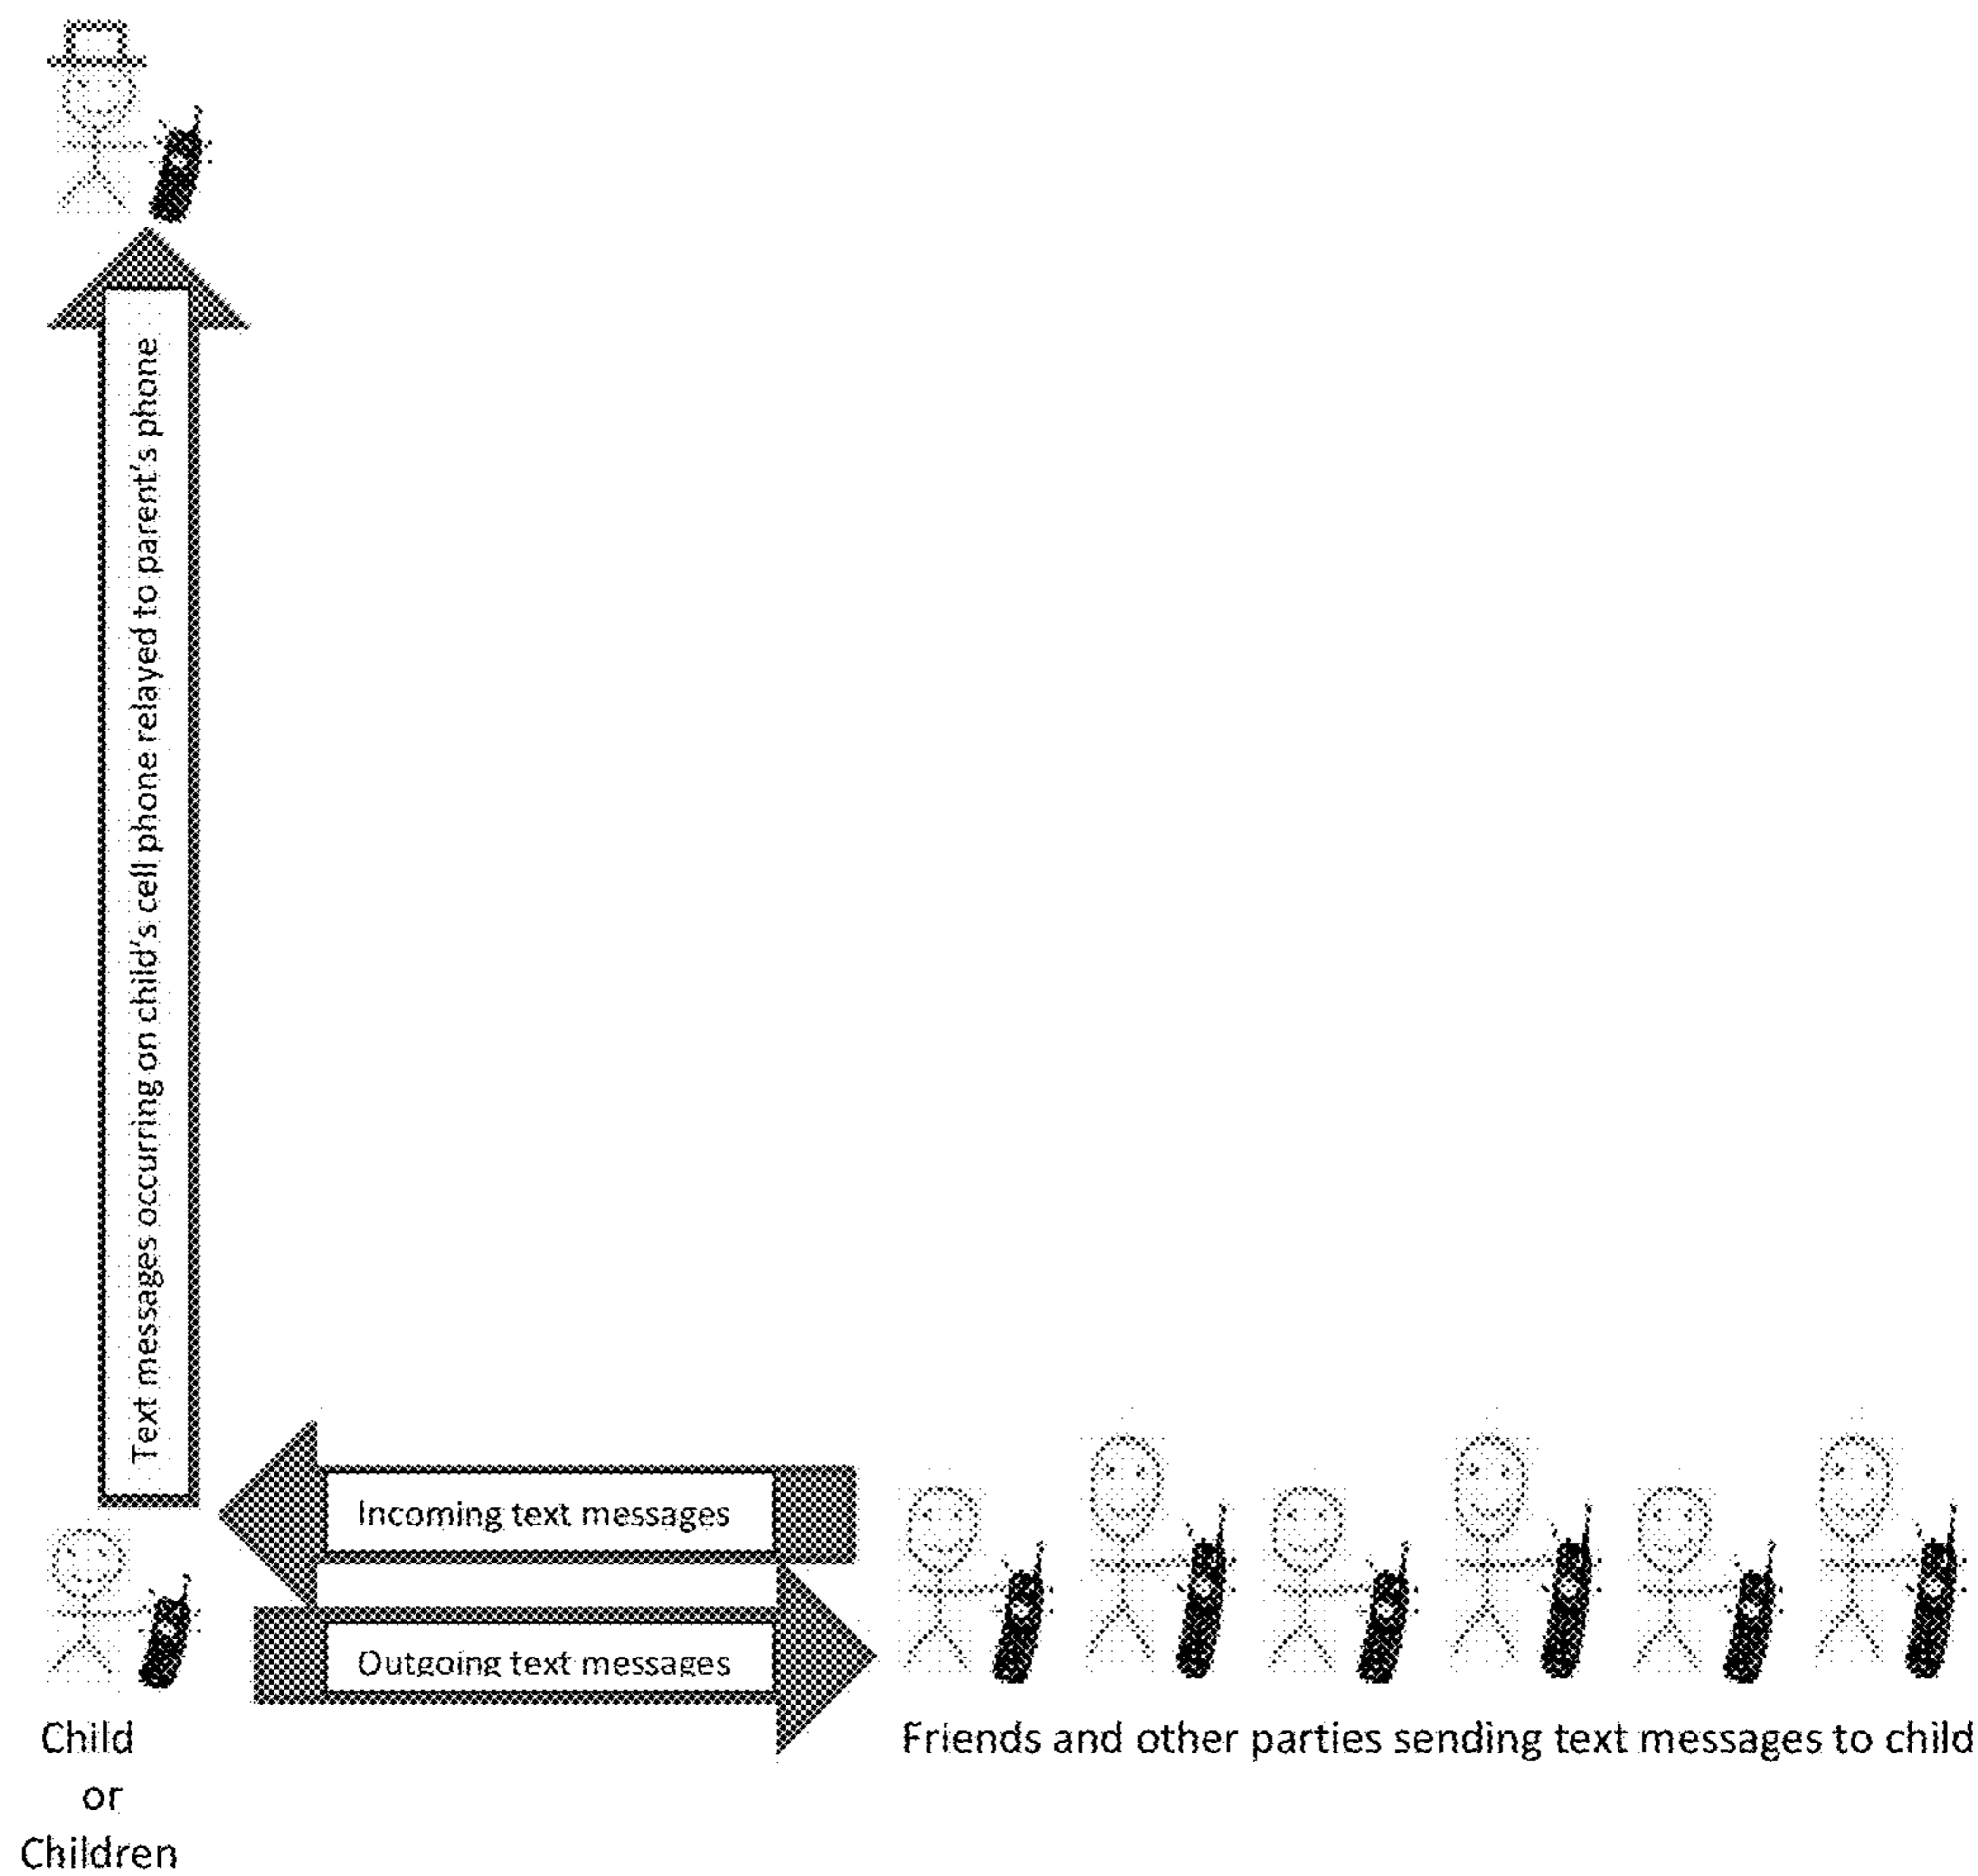 Text messages occurring on child's cell phone relayed to parent's phone
Incoming text messages
Outgoing text messages
Child
or
Children
Friends and other parties sending text messages to child